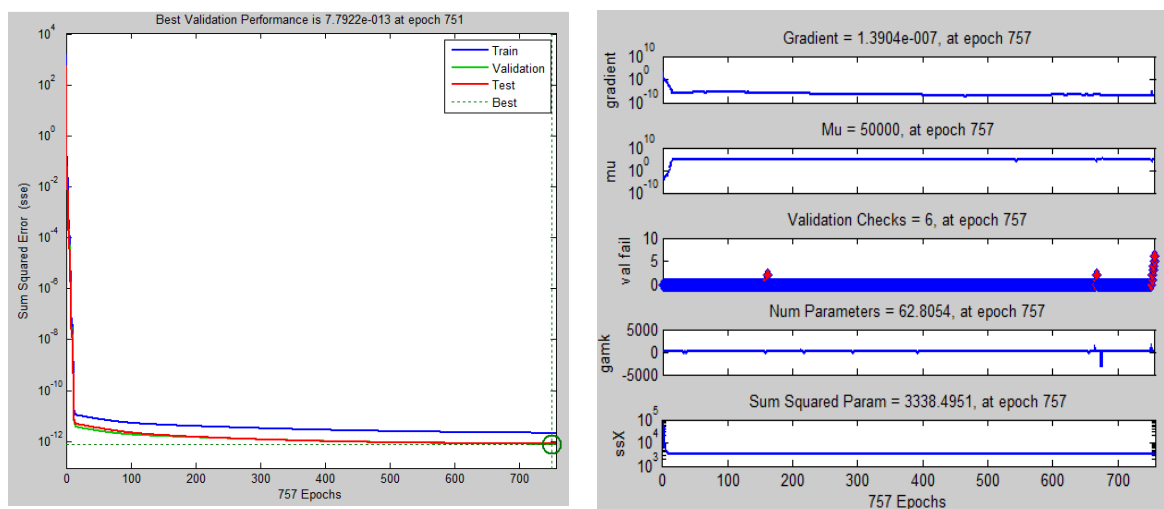 Best Validation Performance is 7.7922e-013 at epoch 751
Train
Validation
Test
Best
Sum Squared Error (sse)
10^4
10^2
10^0
10^-2
10^-4
10^-6
10^-8
10^-10
10^-12
0 100 200 300 400 500 600 700
757 Epochs
Gradient = 1.3904e-007, at epoch 757
gradient
10^10
10^0
10^-10
Mu = 50000, at epoch 757
mu
10^10
10^0
10^-10
Validation Checks = 6, at epoch 757
val fail
10
5
0
Num Parameters = 62.8054, at epoch 757
gamk
5000
0
-5000
Sum Squared Param = 3338.4951, at epoch 757
ssX
10^5
10^4
10^3
0 100 200 300 400 500 600 700
757 Epochs